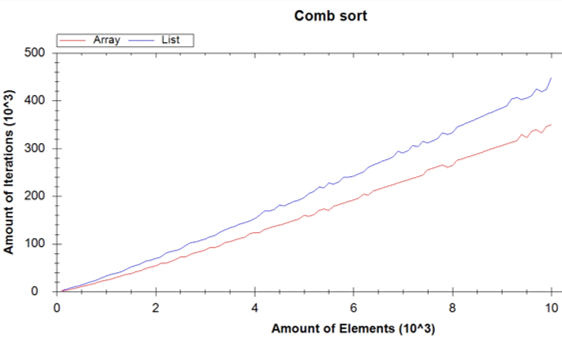 Comb sort
Array List
Amount of Iterations (10^3)
500
400
300
200
100
0
0 2 4 6 8 10
Amount of Elements (10^3)